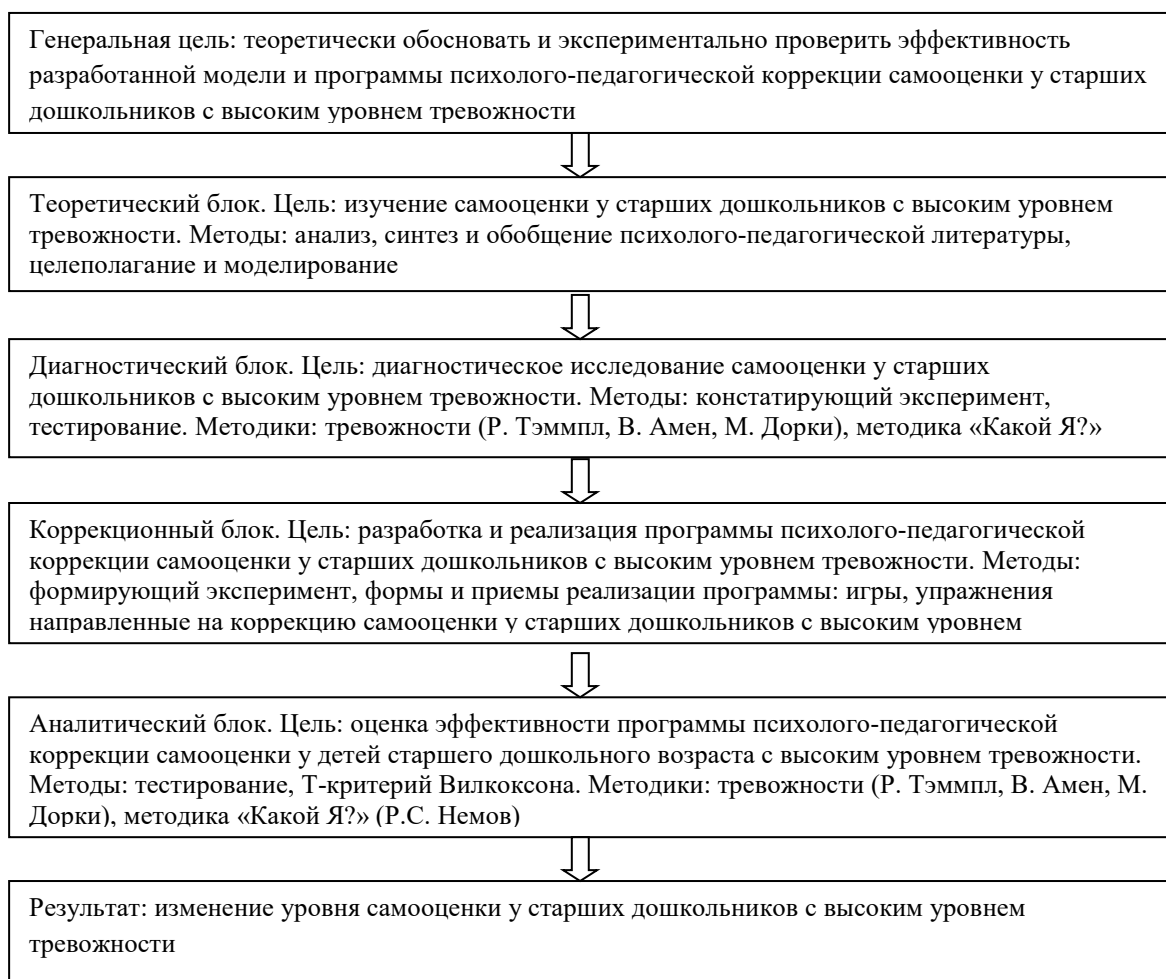 Генеральная цель: теоретически обосновать и экспериментально проверить эффективность
разработанной модели и программы психолого-педагогической коррекции самооценки у старших
дошкольников с высоким уровнем тревожности
Теоретический блок. Цель: изучение самооценки у старших дошкольников с высоким уровнем
тревожности. Методы: анализ, синтез и обобщение психолого-педагогической литературы,
целеполагание и моделирование
Диагностический блок. Цель: диагностическое исследование самооценки у старших
дошкольников с высоким уровнем тревожности. Методы: констатирующий эксперимент,
тестирование. Методики: тревожности (Р. Тэммпл, В. Амен, М. Дорки), методика «Какой Я?»
Коррекционный блок. Цель: разработка и реализация программы психолого-педагогической
коррекции самооценки у старших дошкольников с высоким уровнем тревожности. Методы:
формирующий эксперимент, формы и приемы реализации программы: игры, упражнения
направленные на коррекцию самооценки у старших дошкольников с высоким уровнем
Аналитический блок. Цель: оценка эффективности программы психолого-педагогической
коррекции самооценки у детей старшего дошкольного возраста с высоким уровнем тревожности.
Методы: тестирование, Т-критерий Вилкоксона. Методики: тревожности (Р. Тэммпл, В. Амен, М.
Дорки), методика «Какой Я?» (Р.С. Немов)
Результат: изменение уровня самооценки у старших дошкольников с высоким уровнем
тревожности